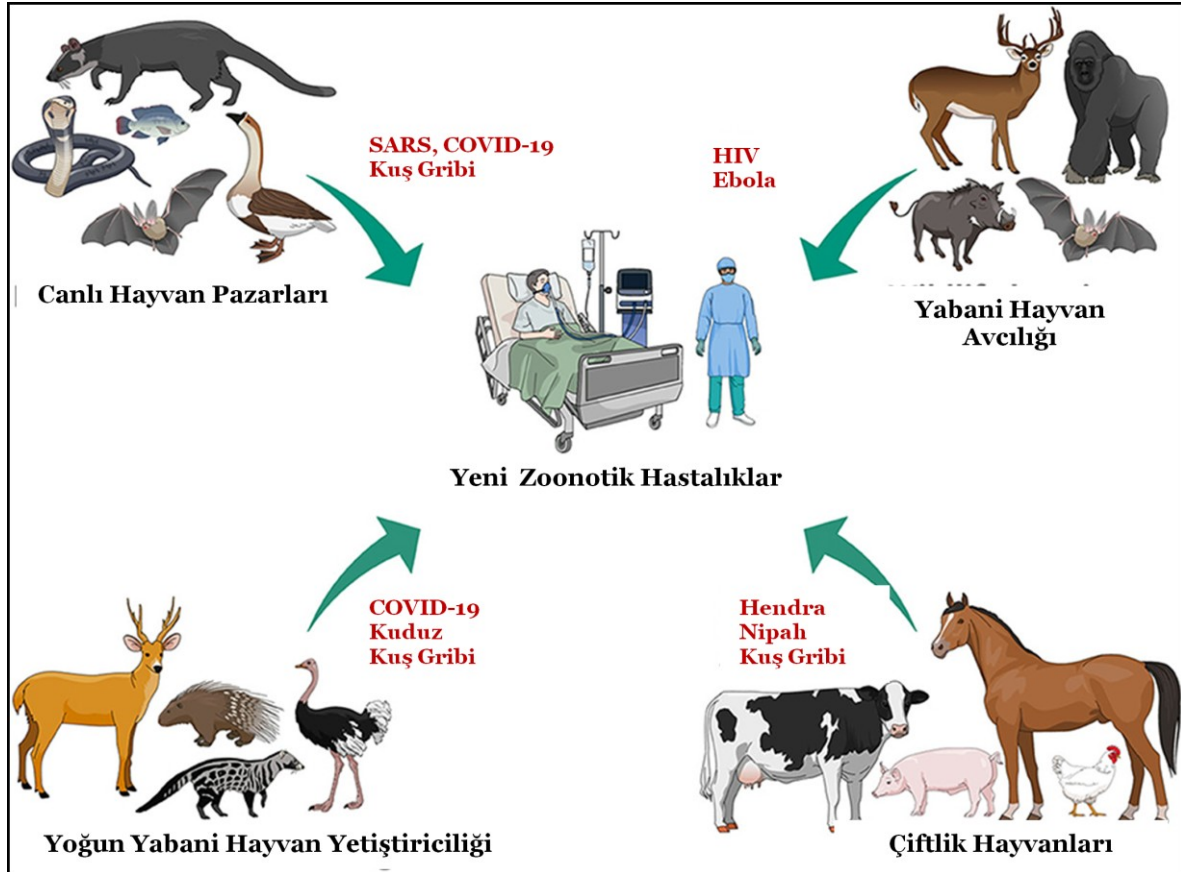 SARS, COVID-19
Kuş Gribi
HIV
Ebola
Canlı Hayvan Pazarları
Yabani Hayvan
Avcılığı
Yeni Zoonotik Hastalıklar
COVID-19
Kuduz
Kuş Gribi
Hendra
Nipah
Kuş Gribi
Yoğun Yabani Hayvan Yetiştiriciliği
Çiftlik Hayvanları